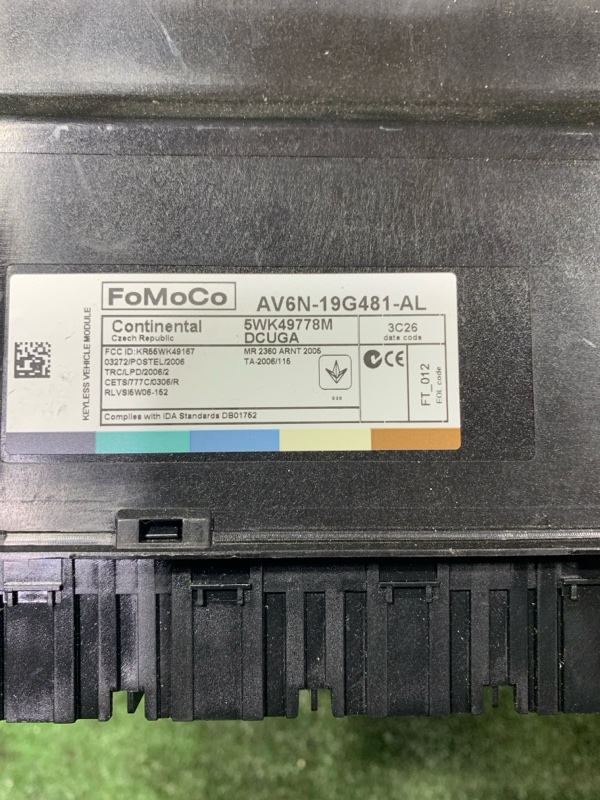 KEYLESS VEHICLE MODULE
FoMoCo AV6N-19G481-AL
Continental
Czech Republic
5WK49778M
DCUGA
3C26
date code
FCC ID:KR55WK49167
03272/POSTEL/2006
TRC/LPD/2006/2
CETS/777C/0306/R
RLVSI5W06-152
MR 2360 ARNT 2005
TA-2006/115
Complies with IDA Standards DB01752
FT_012
EOL code